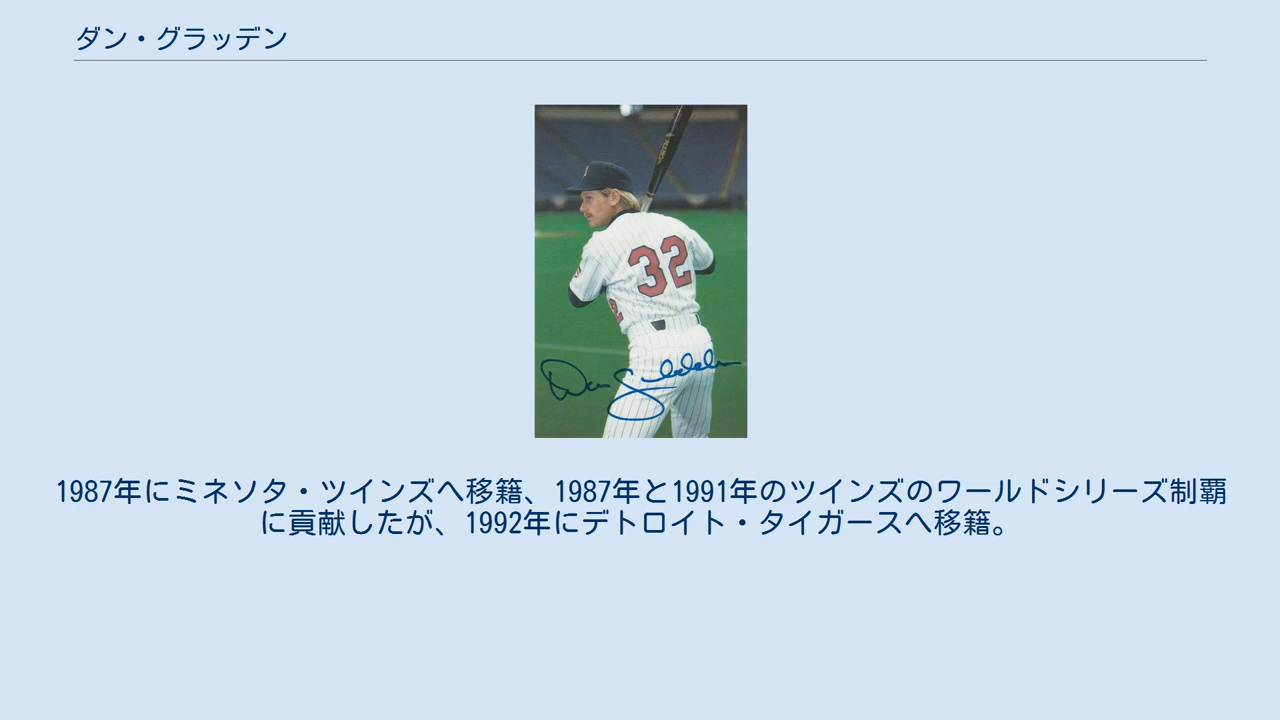 ダン・グラッデン
32
Dan Gladden
1987年にミネソタ・ツインズへ移籍、1987年と1991年のツインズのワールドシリーズ制覇
に貢献したが、1992年にデトロイト・タイガースへ移籍。